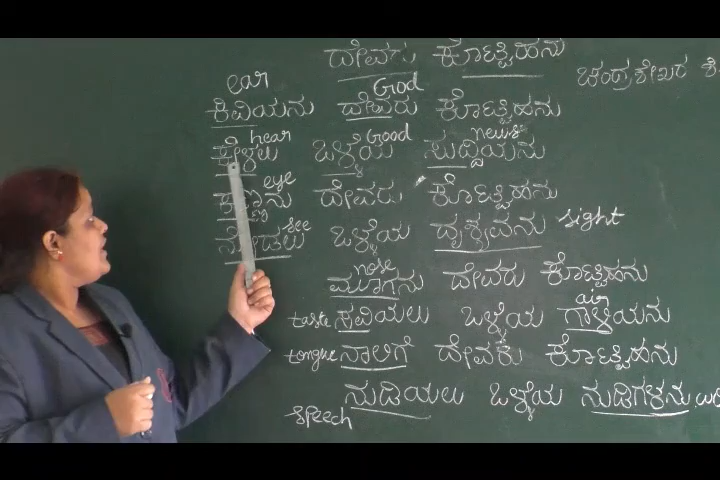 ದೇವರು ಕೊಟ್ಟಿಹನು
ಚಂದ್ರಶೇಖರ
ear God
ಕಿವಿಯನು ದೇವರು ಕೊಟ್ಟಿಹನು
hear Good news
ಕೇಳಲು ಒಳ್ಳೆಯ ಸುದ್ದಿಯನು
eye
ಕಣ್ಣನು ದೇವರು ಕೊಟ್ಟಿಹನು
see
ನೋಡಲು ಒಳ್ಳೆಯ ದೃಶ್ಯವನು sight
nose
ಮೂಗನು ದೇವರು ಕೊಟ್ಟಿಹನು
air
taste ಸವಿಯಲು ಒಳ್ಳೆಯ ಗಾಳಿಯನು
tongue ನಾಲಿಗೆ ದೇವರು ಕೊಟ್ಟಿಹನು
ನುಡಿಯಲು ಒಳ್ಳೆಯ ನುಡಿಗಳನು
speech